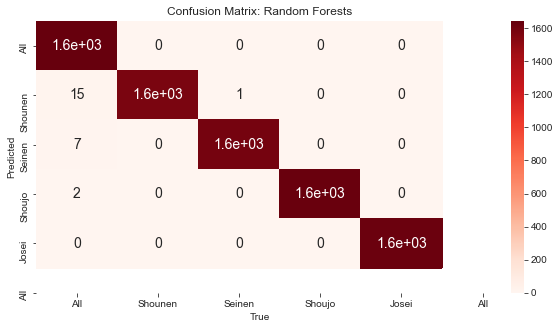 Confusion Matrix: Random Forests
All
1.6e+03 0 0 0 0
Shounen
15 1.6e+03 1 0 0
Seinen
7 0 1.6e+03 0 0
Predicted
Shoujo
2 0 0 1.6e+03 0
Josei
0 0 0 0 1.6e+03
All
All Shounen Seinen Shoujo Josei All
True
1600
1400
1200
1000
800
600
400
200
0